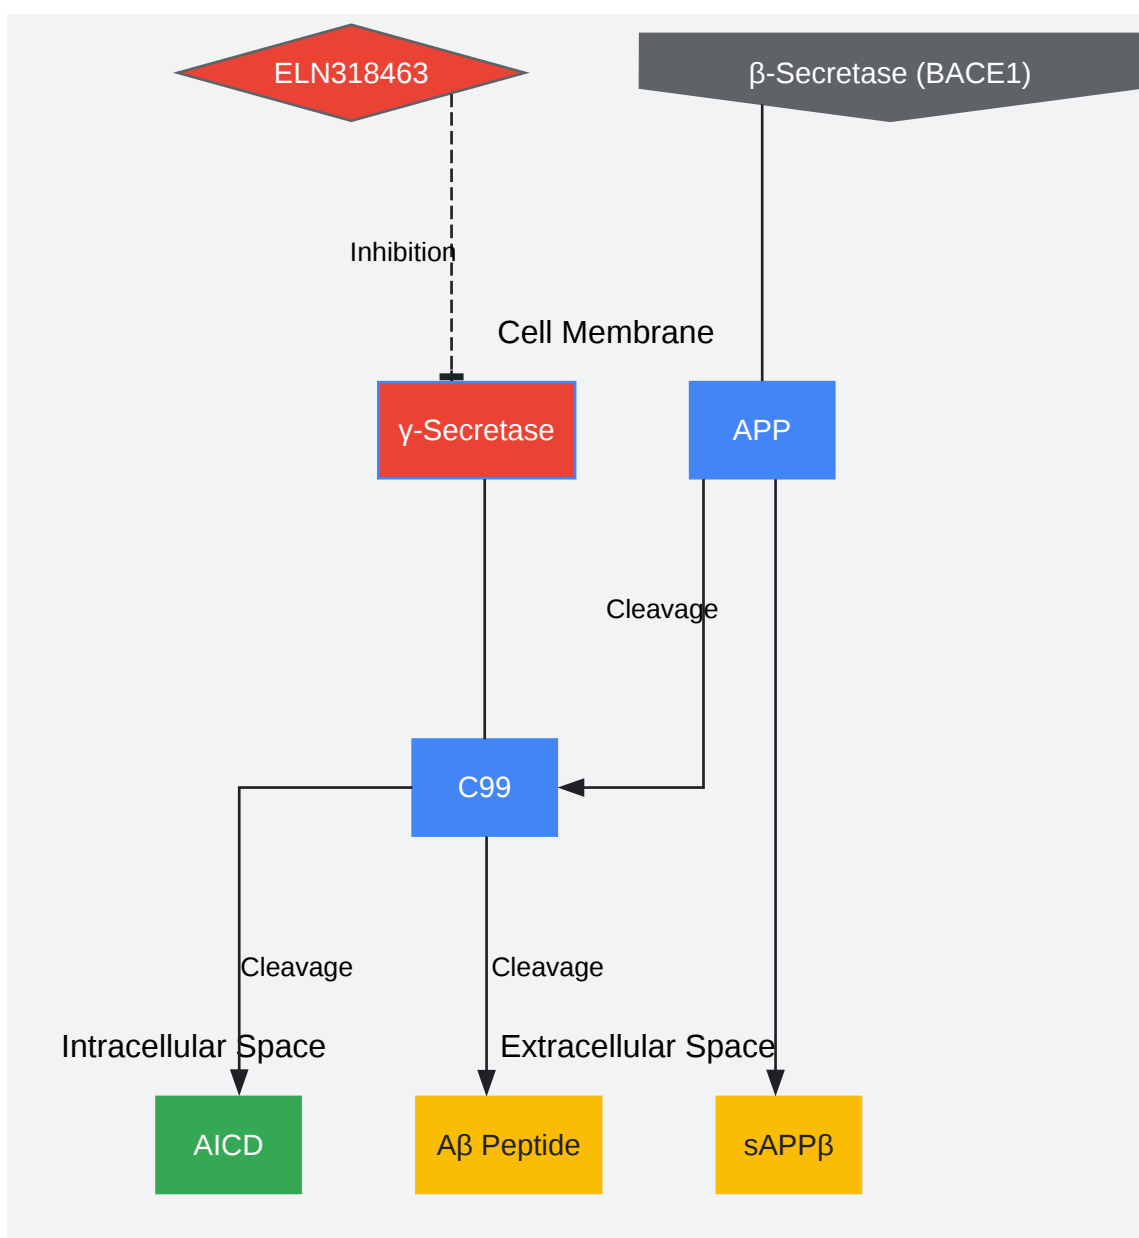 ELN318463
β-Secretase (BACE1)
Inhibition
Cell Membrane
γ-Secretase
APP
Cleavage
C99
Cleavage
Cleavage
Intracellular Space
Extracellular Space
AICD
Aβ Peptide
sAPPβ